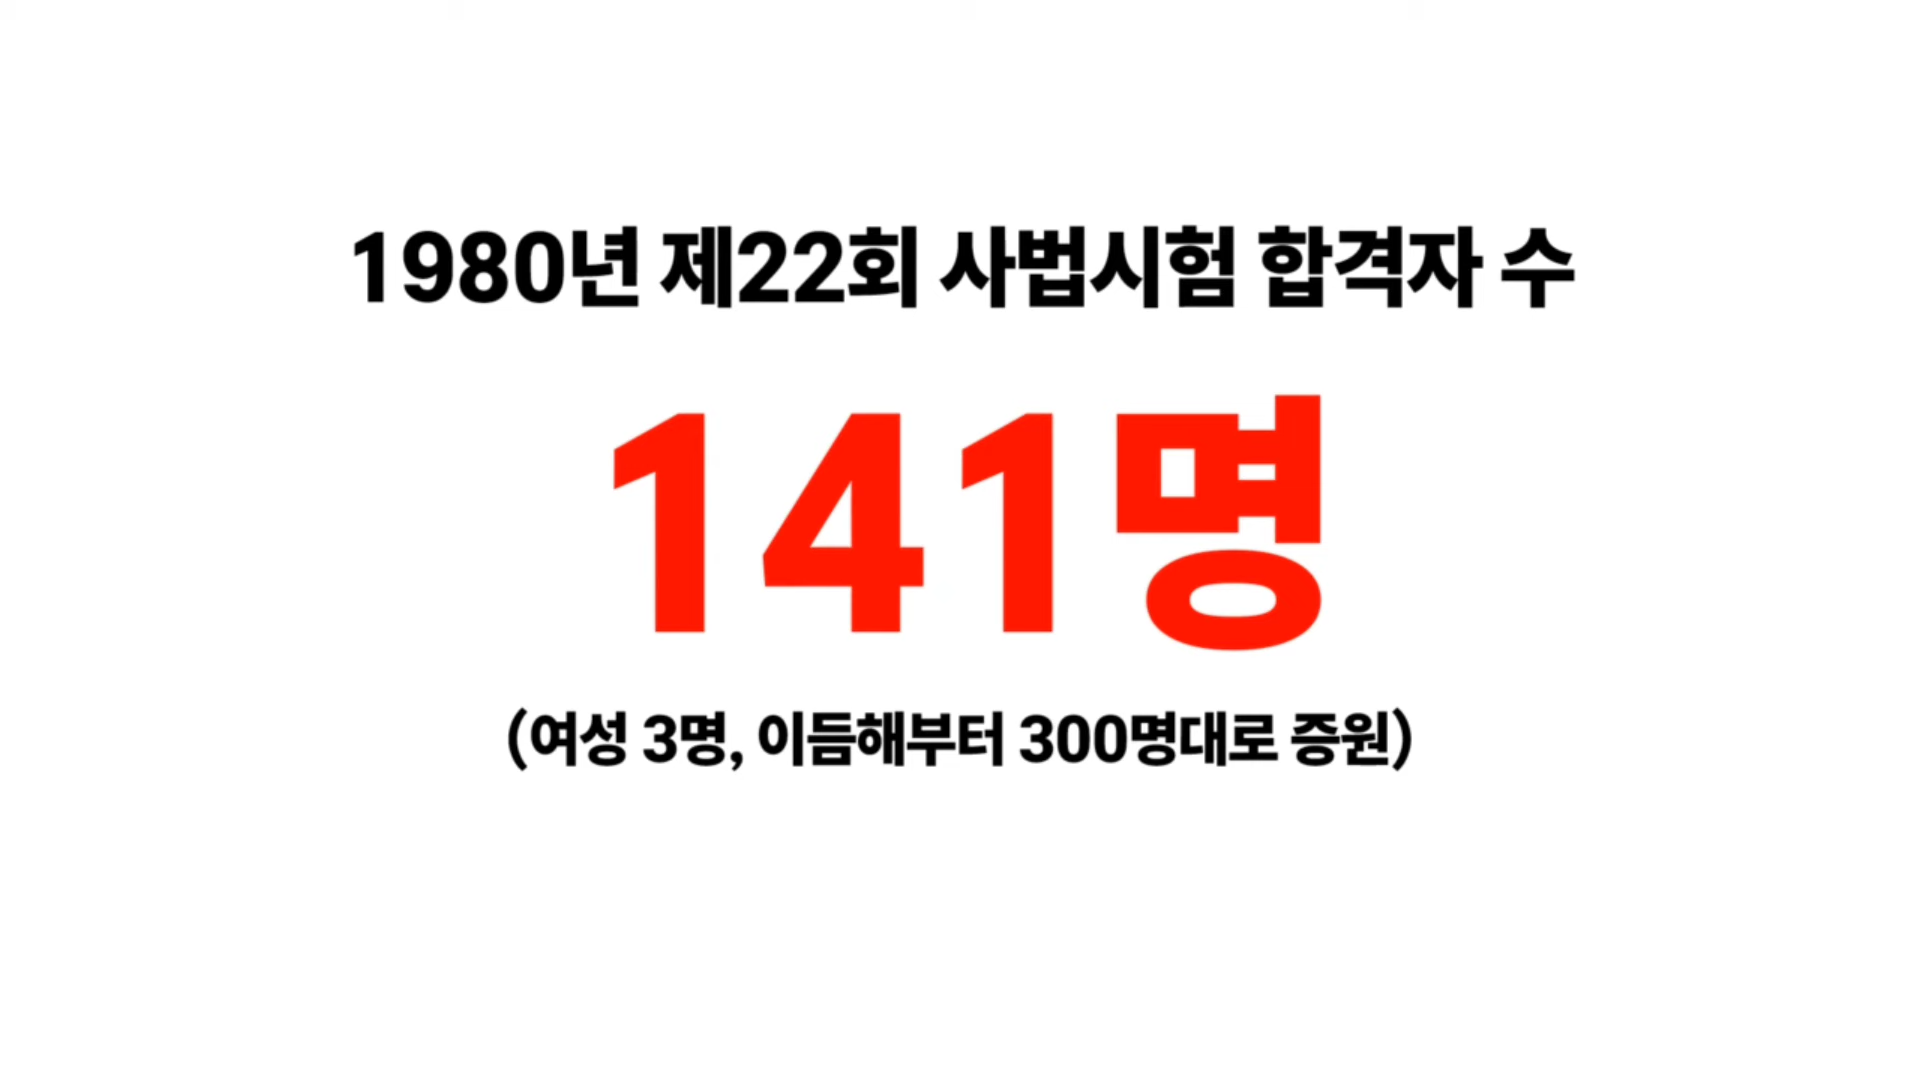 1980년 제22회 사법시험 합격자 수
141명
(여성 3명, 이듬해부터 300명대로 증원)